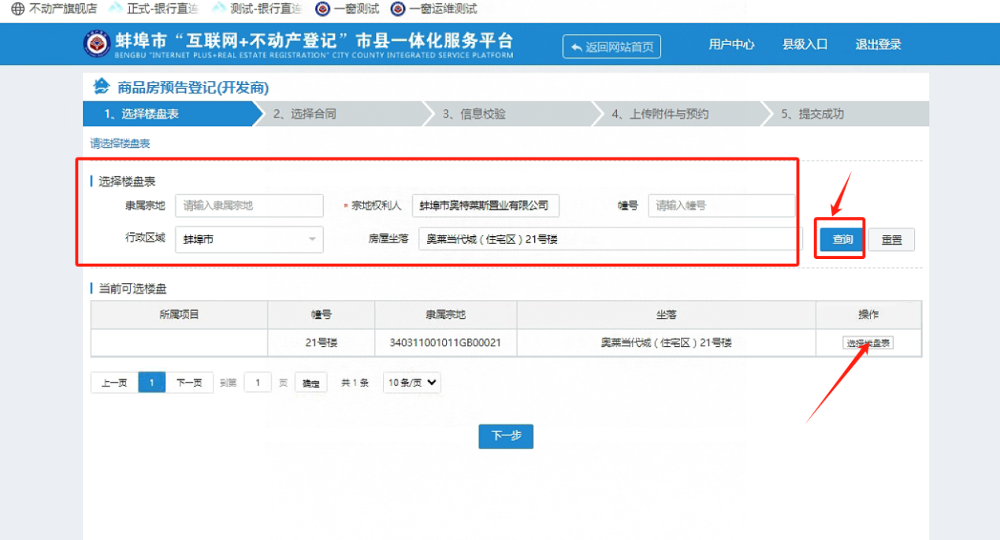 不动产旗舰店 正式-银行直连 测试-银行直连 一窗测试 一窗运维测试
蚌埠市“互联网+不动产登记”市县一体化服务平台
BENGBU "INTERNET PLUS+REAL ESTATE REGISTRATION" CITY COUNTY INTEGRATED SERVICE PLATFORM
返回网站首页 用户中心 县级入口 退出登录
商品房预告登记(开发商)
1、选择楼盘表 2、选择合同 3、信息校验 4、上传附件与预约 5、提交成功
请选择楼盘表
选择楼盘表
隶属宗地 请输入隶属宗地 * 宗地权利人 蚌埠市奥特莱斯置业有限公司 幢号 请输入幢号
行政区域 蚌埠市 房屋坐落 奥莱当代城（住宅区）21号楼 查询 重置
当前可选楼盘
所属项目 幢号 隶属宗地 坐落 操作
21号楼 340311001011GB00021 奥莱当代城（住宅区）21号楼 选择楼盘表
上一页 1 下一页 到第 1 页 确定 共 1 条 10 条/页
下一步